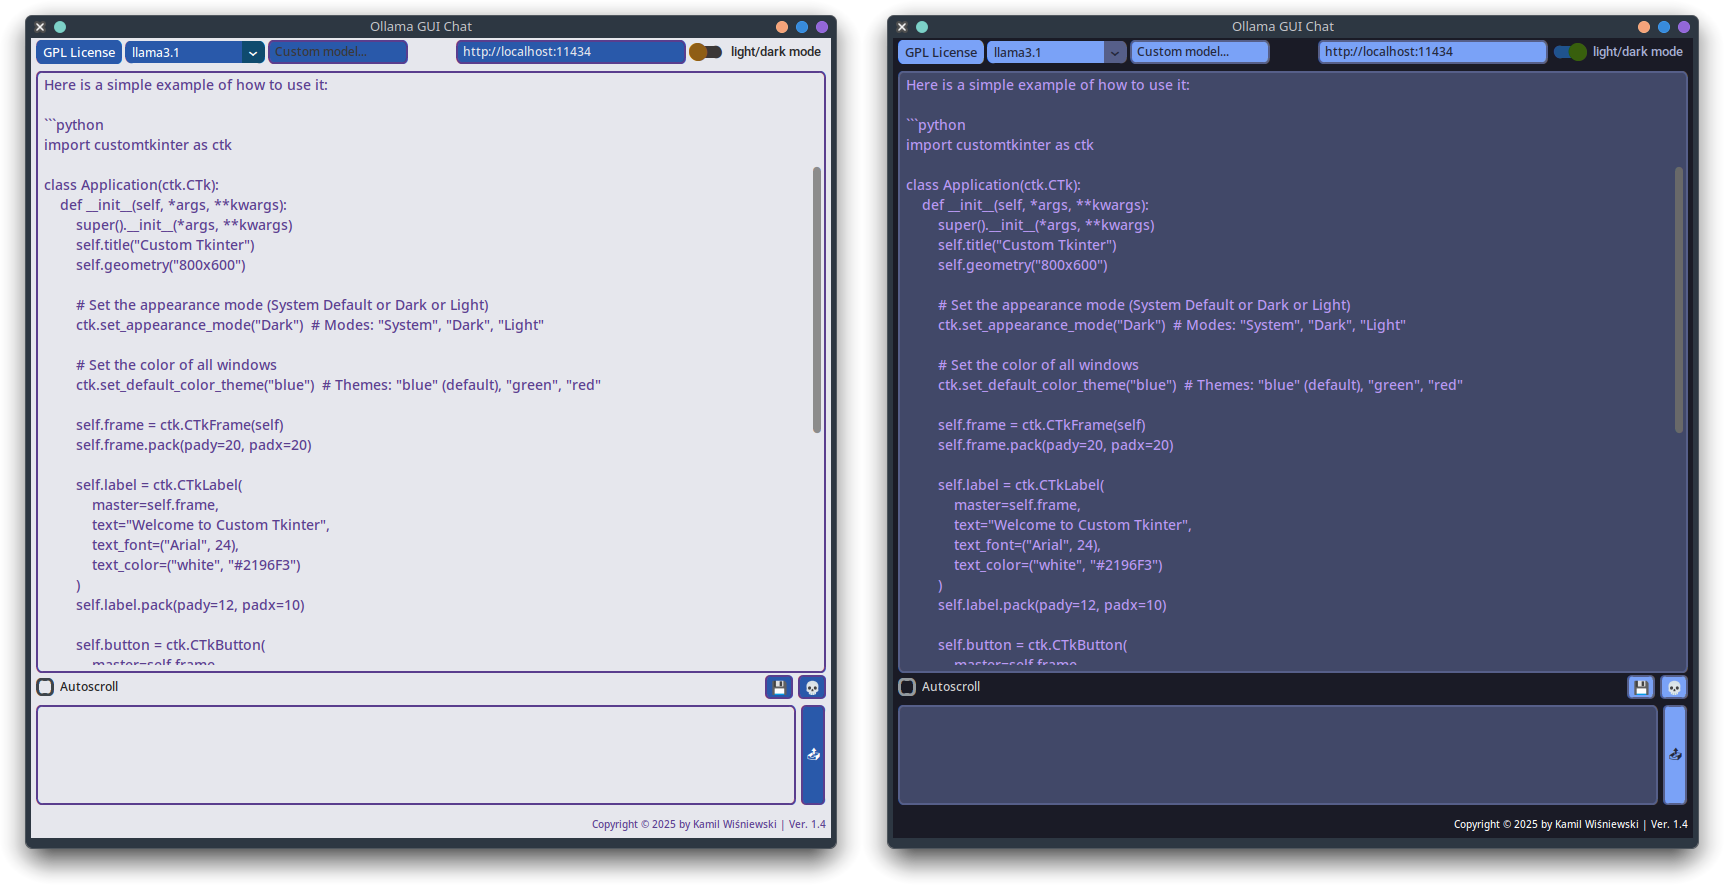 Ollama GUI Chat
GPL License llama3.1 Custom model... http://localhost:11434 light/dark mode
Here is a simple example of how to use it:
```python
import customtkinter as ctk
class Application(ctk.CTk):
def __init__(self, *args, **kwargs):
super().__init__(*args, **kwargs)
self.title("Custom Tkinter")
self.geometry("800x600")
# Set the appearance mode (System Default or Dark or Light)
ctk.set_appearance_mode("Dark")  # Modes: "System", "Dark", "Light"
# Set the color of all windows
ctk.set_default_color_theme("blue")  # Themes: "blue" (default), "green", "red"
self.frame = ctk.CTkFrame(self)
self.frame.pack(pady=20, padx=20)
self.label = ctk.CTkLabel(
master=self.frame,
text="Welcome to Custom Tkinter",
text_font=("Arial", 24),
text_color=("white", "#2196F3")
)
self.label.pack(pady=12, padx=10)
self.button = ctk.CTkButton(
master=self.frame
Autoscroll
Copyright © 2025 by Kamil Wiśniewski | Ver. 1.4
Ollama GUI Chat
GPL License llama3.1 Custom model... http://localhost:11434 light/dark mode
Here is a simple example of how to use it:
```python
import customtkinter as ctk
class Application(ctk.CTk):
def __init__(self, *args, **kwargs):
super().__init__(*args, **kwargs)
self.title("Custom Tkinter")
self.geometry("800x600")
# Set the appearance mode (System Default or Dark or Light)
ctk.set_appearance_mode("Dark")  # Modes: "System", "Dark", "Light"
# Set the color of all windows
ctk.set_default_color_theme("blue")  # Themes: "blue" (default), "green", "red"
self.frame = ctk.CTkFrame(self)
self.frame.pack(pady=20, padx=20)
self.label = ctk.CTkLabel(
master=self.frame,
text="Welcome to Custom Tkinter",
text_font=("Arial", 24),
text_color=("white", "#2196F3")
)
self.label.pack(pady=12, padx=10)
self.button = ctk.CTkButton(
master=self.frame
Autoscroll
Copyright © 2025 by Kamil Wiśniewski | Ver. 1.4